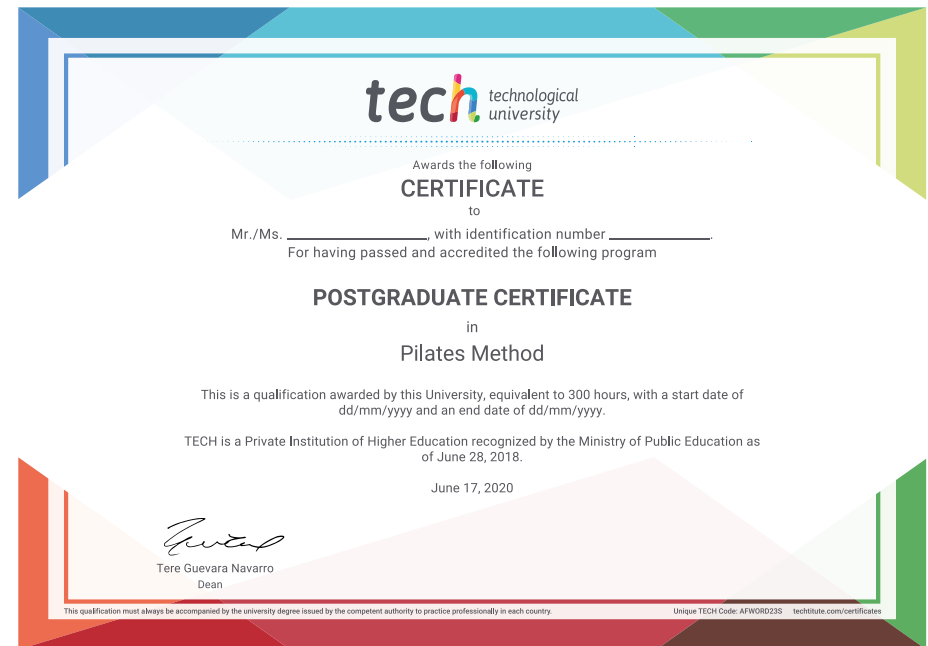 tech technological
university
Awards the following
CERTIFICATE
to
Mr./Ms. ____________________, with identification number ______________.
For having passed and accredited the following program
POSTGRADUATE CERTIFICATE
in
Pilates Method
This is a qualification awarded by this University, equivalent to 300 hours, with a start date of
dd/mm/yyyy and an end date of dd/mm/yyyy.
TECH is a Private Institution of Higher Education recognized by the Ministry of Public Education as
of June 28, 2018.
June 17, 2020
Tere Guevara Navarro
Dean
This qualification must always be accompanied by the university degree issued by the competent authority to practice professionally in each country. Unique TECH Code: AFWORD23S techtitute.com/certificates